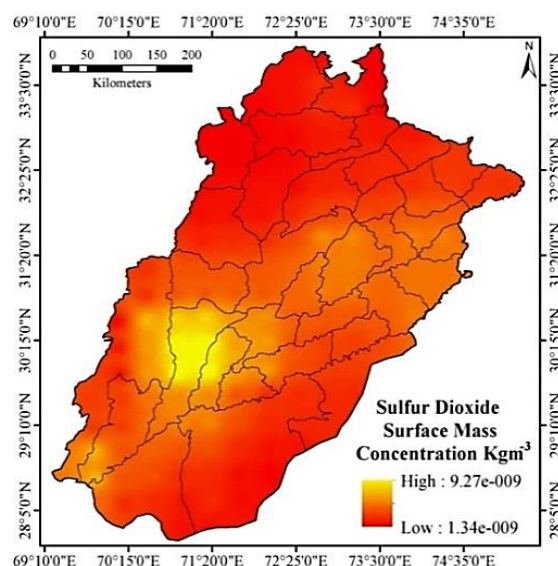 69°10'0"E 70°15'0"E 71°20'0"E 72°25'0"E 73°30'0"E 74°35'0"E
0 50 100 150 200
Kilometers
N
33°30'0"N
33°30'0"N
32°25'0"N
32°25'0"N
31°20'0"N
31°20'0"N
30°15'0"N
30°15'0"N
29°10'0"N
29°10'0"N
28°5'0"N
28°5'0"N
Sulfur Dioxide
Surface Mass
Concentration Kgm³
High : 9.27e-009
Low : 1.34e-009
69°10'0"E 70°15'0"E 71°20'0"E 72°25'0"E 73°30'0"E 74°35'0"E